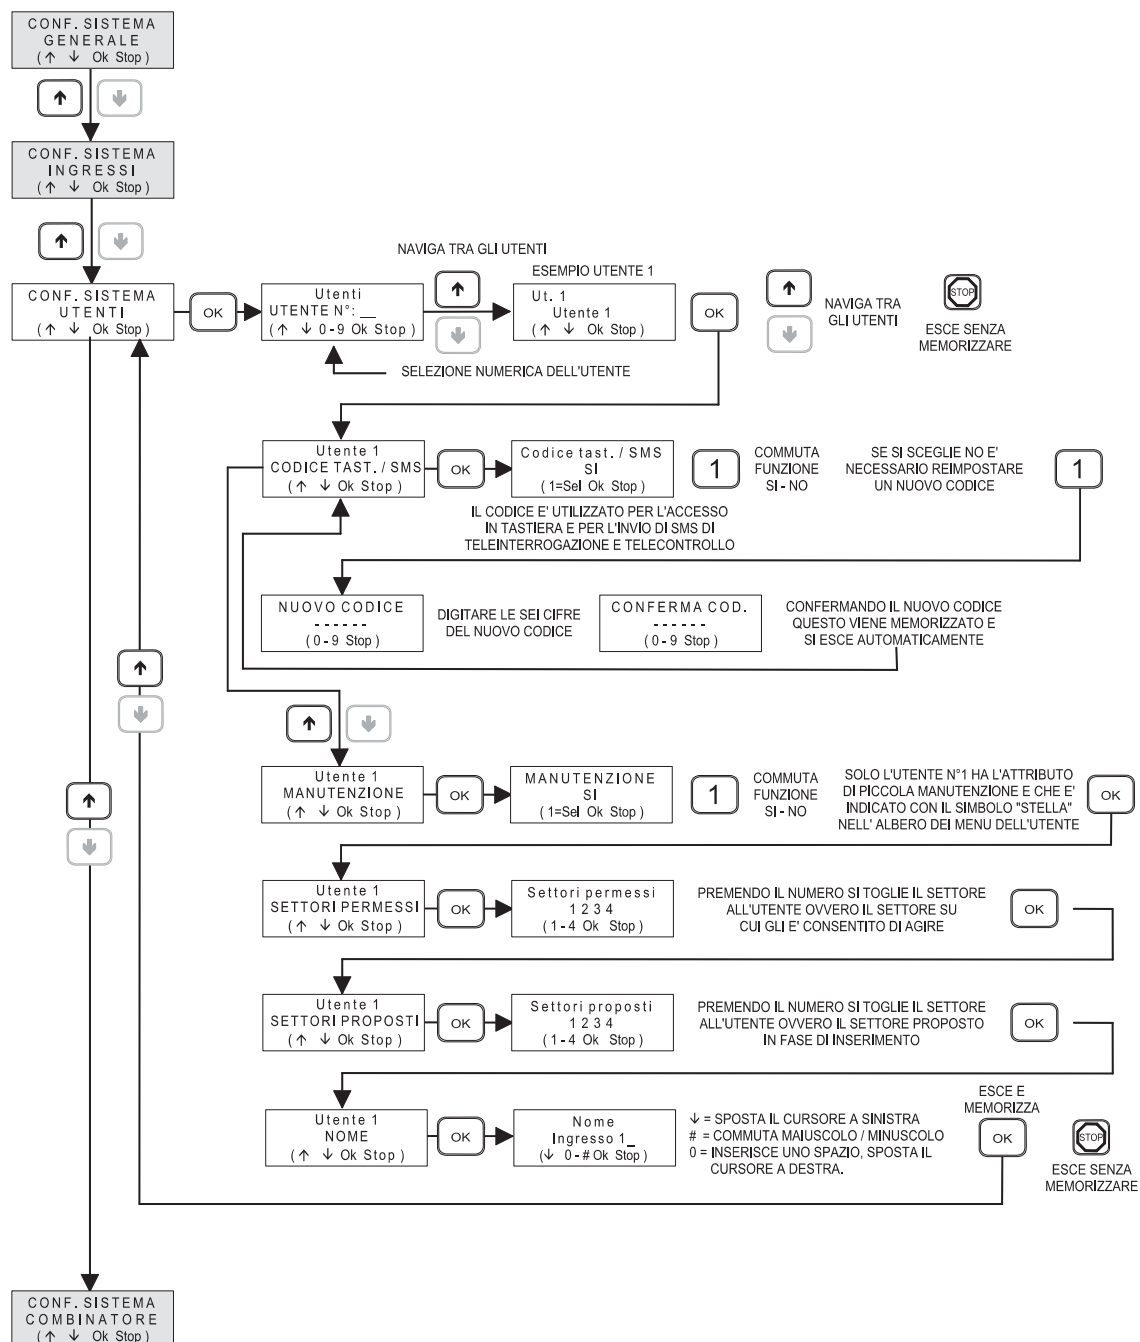 CONF. SISTEMA
GENERALE
(↑ ↓ Ok Stop)
CONF. SISTEMA
INGRESSI
(↑ ↓ Ok Stop)
NAVIGA TRA GLI UTENTI
ESEMPIO UTENTE 1
CONF. SISTEMA
UTENTI
(↑ ↓ Ok Stop)
OK
Utenti
UTENTE N°: __
(↑ ↓ 0-9 Ok Stop)
Ut. 1
Utente 1
(↑ ↓ Ok Stop)
OK
NAVIGA TRA
GLI UTENTI
STOP
ESCE SENZA
MEMORIZZARE
SELEZIONE NUMERICA DELL'UTENTE
Utente 1
CODICE TAST. / SMS
(↑ ↓ Ok Stop)
OK
Codice tast. / SMS
SI
(1=Sel Ok Stop)
1
COMMUTA
FUNZIONE
SI - NO
SE SI SCEGLIE NO E'
NECESSARIO REIMPOSTARE
UN NUOVO CODICE
1
IL CODICE E' UTILIZZATO PER L'ACCESSO
IN TASTIERA E PER L'INVIO DI SMS DI
TELEINTERROGAZIONE E TELECONTROLLO
NUOVO CODICE
- - - - - -
(0-9 Stop)
DIGITARE LE SEI CIFRE
DEL NUOVO CODICE
CONFERMA COD.
- - - - - -
(0-9 Stop)
CONFERMANDO IL NUOVO CODICE
QUESTO VIENE MEMORIZZATO E
SI ESCE AUTOMATICAMENTE
Utente 1
MANUTENZIONE
(↑ ↓ Ok Stop)
OK
MANUTENZIONE
SI
(1=Sel Ok Stop)
1
COMMUTA
FUNZIONE
SI - NO
SOLO L'UTENTE N°1 HA L'ATTRIBUTO
DI PICCOLA MANUTENZIONE E CHE E'
INDICATO CON IL SIMBOLO "STELLA"
NELL' ALBERO DEI MENU DELL'UTENTE
OK
Utente 1
SETTORI PERMESSI
(↑ ↓ Ok Stop)
OK
Settori permessi
1 2 3 4
(1-4 Ok Stop)
PREMENDO IL NUMERO SI TOGLIE IL SETTORE
ALL'UTENTE OVVERO IL SETTORE SU
CUI GLI E' CONSENTITO DI AGIRE
OK
Utente 1
SETTORI PROPOSTI
(↑ ↓ Ok Stop)
OK
Settori proposti
1 2 3 4
(1-4 Ok Stop)
PREMENDO IL NUMERO SI TOGLIE IL SETTORE
ALL'UTENTE OVVERO IL SETTORE PROPOSTO
IN FASE DI INSERIMENTO
OK
Utente 1
NOME
(↑ ↓ Ok Stop)
OK
Nome
Ingresso 1_
(↓ 0-# Ok Stop)
↓ = SPOSTA IL CURSORE A SINISTRA
# = COMMUTA MAIUSCOLO / MINUSCOLO
0 = INSERISCE UNO SPAZIO, SPOSTA IL
CURSORE A DESTRA.
ESCE E
MEMORIZZA
OK
STOP
ESCE SENZA
MEMORIZZARE
CONF. SISTEMA
COMBINATORE
(↑ ↓ Ok Stop)